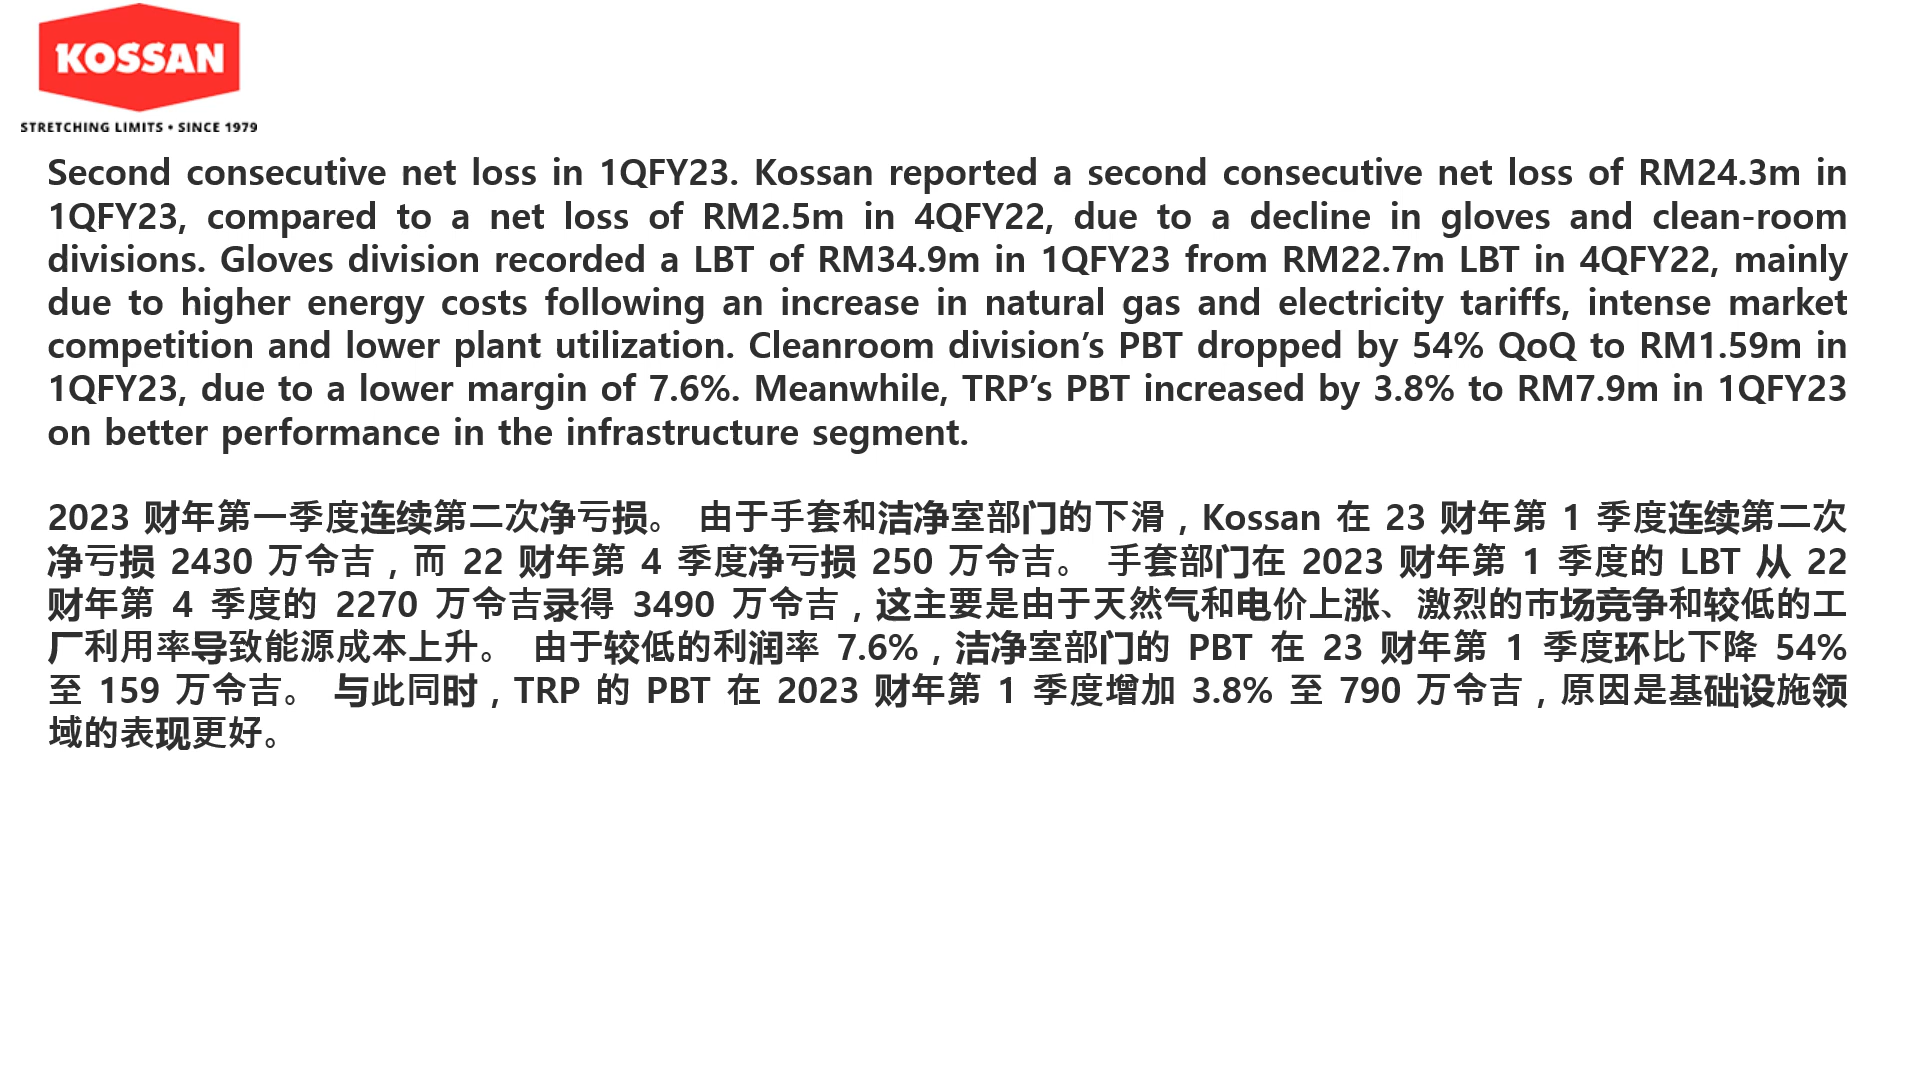 KOSSAN
STRETCHING LIMITS • SINCE 1979
Second consecutive net loss in 1QFY23. Kossan reported a second consecutive net loss of RM24.3m in
1QFY23, compared to a net loss of RM2.5m in 4QFY22, due to a decline in gloves and clean-room
divisions. Gloves division recorded a LBT of RM34.9m in 1QFY23 from RM22.7m LBT in 4QFY22, mainly
due to higher energy costs following an increase in natural gas and electricity tariffs, intense market
competition and lower plant utilization. Cleanroom division’s PBT dropped by 54% QoQ to RM1.59m in
1QFY23, due to a lower margin of 7.6%. Meanwhile, TRP’s PBT increased by 3.8% to RM7.9m in 1QFY23
on better performance in the infrastructure segment.
2023 财年第一季度连续第二次净亏损。 由于手套和洁净室部门的下滑，Kossan 在 23 财年第 1 季度连续第二次
净亏损 2430 万令吉，而 22 财年第 4 季度净亏损 250 万令吉。 手套部门在 2023 财年第 1 季度的 LBT 从 22
财年第 4 季度的 2270 万令吉录得 3490 万令吉，这主要是由于天然气和电价上涨、激烈的市场竞争和较低的工
厂利用率导致能源成本上升。 由于较低的利润率 7.6%，洁净室部门的 PBT 在 23 财年第 1 季度环比下降 54%
至 159 万令吉。 与此同时，TRP 的 PBT 在 2023 财年第 1 季度增加 3.8% 至 790 万令吉，原因是基础设施领
域的表现更好。